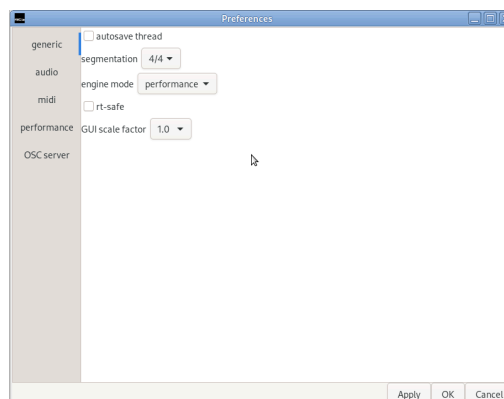 Preferences
generic
audio
midi
performance
OSC server
autosave thread
segmentation 4/4
engine mode performance
rt-safe
GUI scale factor 1.0
Apply OK Cancel